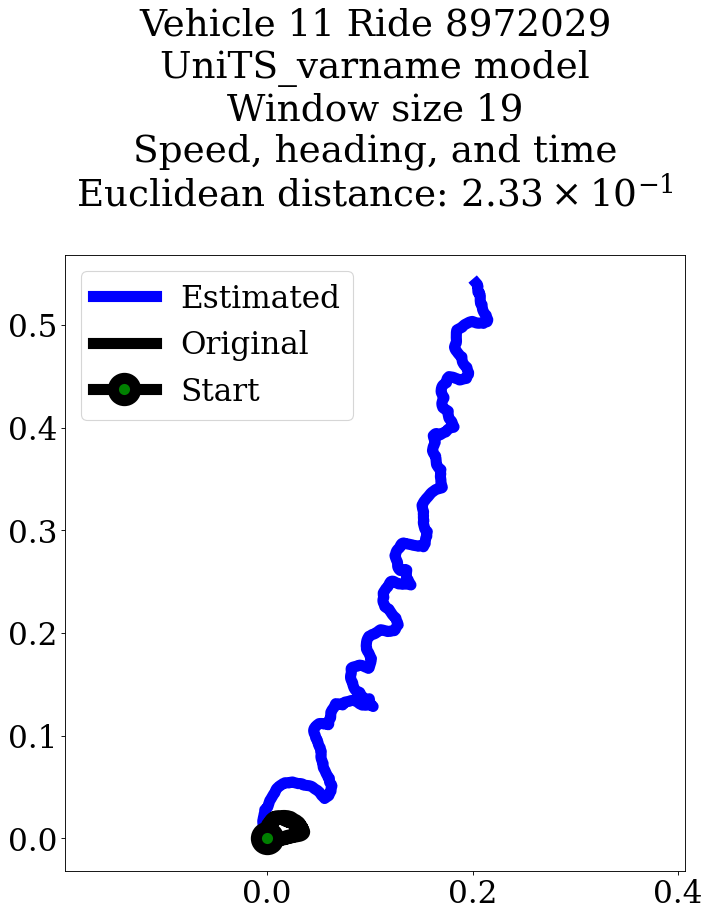 Vehicle 11 Ride 8972029
UniTS_varname model
Window size 19
Speed, heading, and time
Euclidean distance: 2.33 × 10⁻¹
Estimated
Original
Start
0.5
0.4
0.3
0.2
0.1
0.0
0.0 0.2 0.4